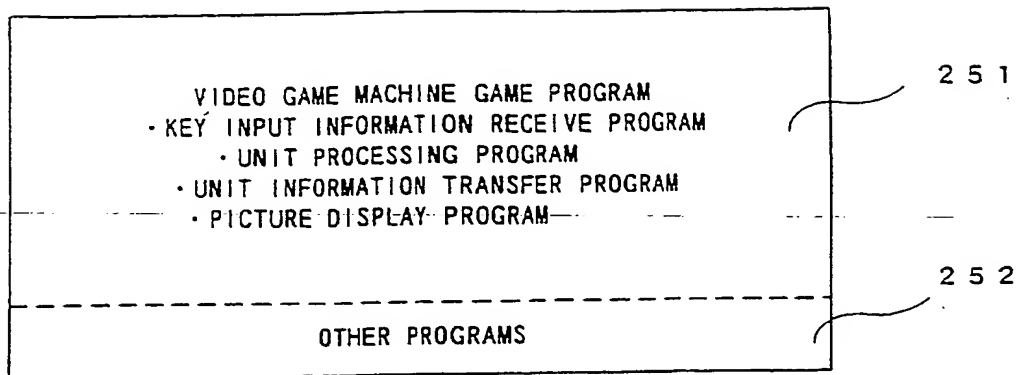 VIDEO GAME MACHINE GAME PROGRAM
・KEY INPUT INFORMATION RECEIVE PROGRAM
・UNIT PROCESSING PROGRAM
・UNIT INFORMATION TRANSFER PROGRAM
・PICTURE DISPLAY PROGRAM
251
252
OTHER PROGRAMS